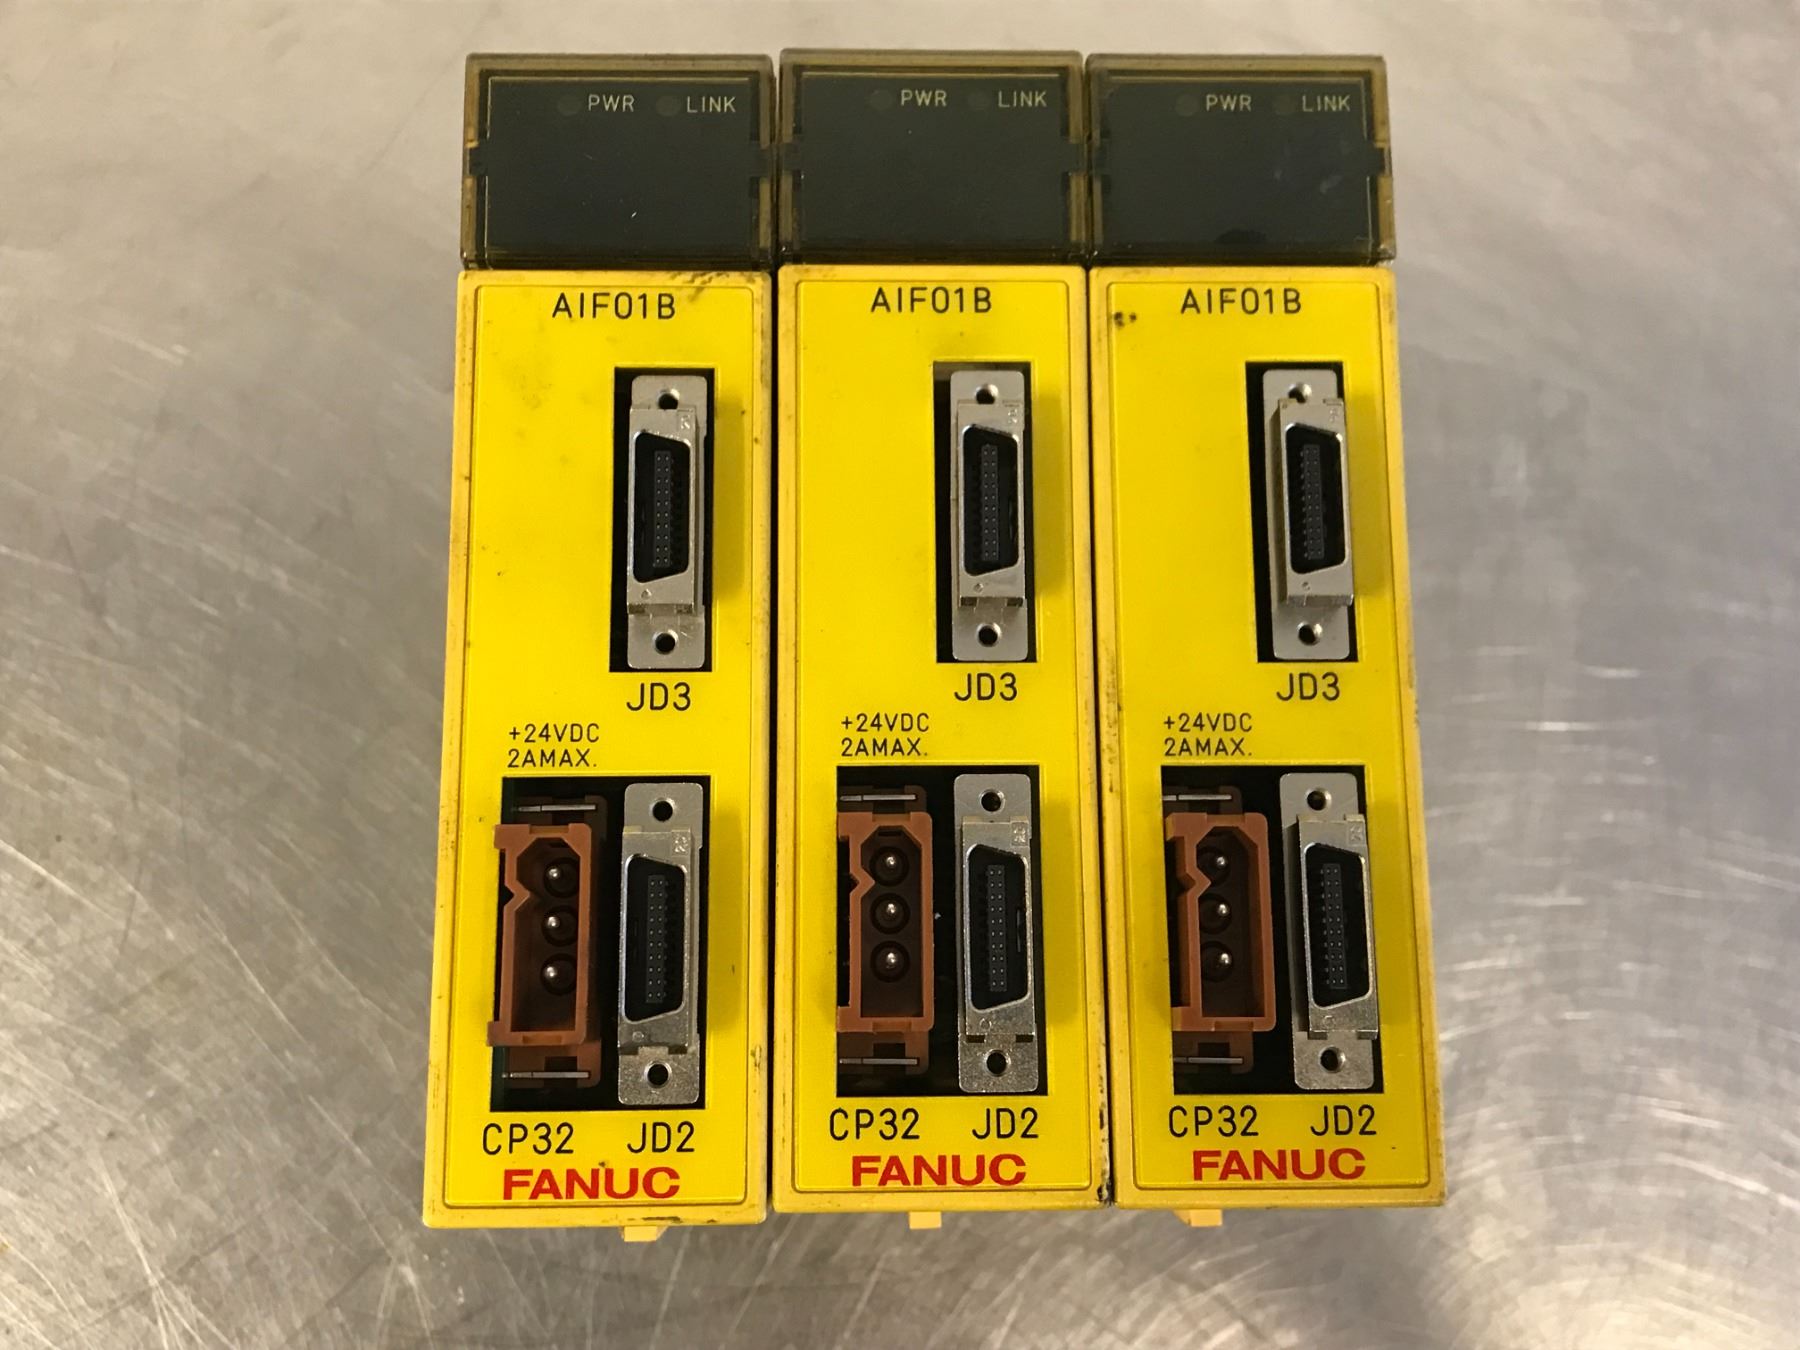 PWR LINK
AIF01B
JD3
+24VDC
2AMAX.
CP32 JD2
FANUC
PWR LINK
AIF01B
JD3
+24VDC
2AMAX.
CP32 JD2
FANUC
PWR LINK
AIF01B
JD3
+24VDC
2AMAX.
CP32 JD2
FANUC